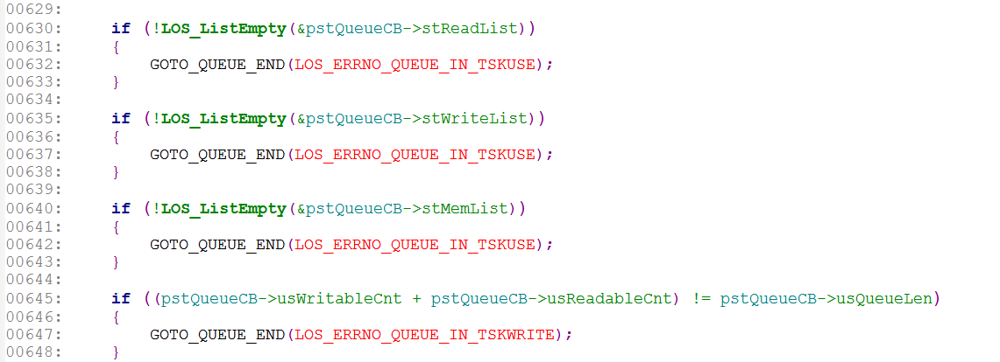 00629:
00630:     if (!LOS_ListEmpty(&pstQueueCB->stReadList))
00631:     {
00632:         GOTO_QUEUE_END(LOS_ERRNO_QUEUE_IN_TSKUSE);
00633:     }
00634:
00635:     if (!LOS_ListEmpty(&pstQueueCB->stWriteList))
00636:     {
00637:         GOTO_QUEUE_END(LOS_ERRNO_QUEUE_IN_TSKUSE);
00638:     }
00639:
00640:     if (!LOS_ListEmpty(&pstQueueCB->stMemList))
00641:     {
00642:         GOTO_QUEUE_END(LOS_ERRNO_QUEUE_IN_TSKUSE);
00643:     }
00644:
00645:     if ((pstQueueCB->usWritableCnt + pstQueueCB->usReadableCnt) != pstQueueCB->usQueueLen)
00646:     {
00647:         GOTO_QUEUE_END(LOS_ERRNO_QUEUE_IN_TSKWRITE);
00648:     }